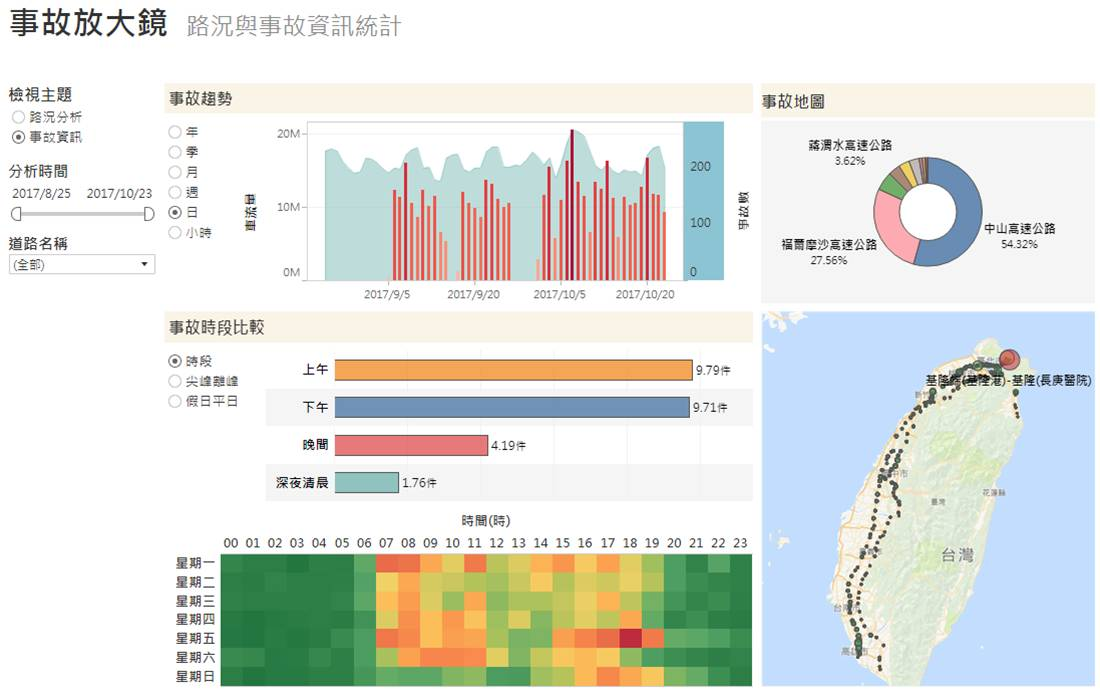 事故放大鏡 路況與事故資訊統計
檢視主題
路況分析
事故資訊
分析時間
2017/8/25 2017/10/23
道路名稱
(全部)
事故趨勢
年
季
月
週
日
小時
車流量
20M
10M
0M
200
100
0
事故數
2017/9/5 2017/9/20 2017/10/5 2017/10/20
事故地圖
蔣渭水高速公路
3.62%
中山高速公路
54.32%
福爾摩沙高速公路
27.56%
事故時段比較
時段
尖峰離峰
假日平日
上午 9.79件
下午 9.71件
晚間 4.19件
深夜清晨 1.76件
時間(時)
00 01 02 03 04 05 06 07 08 09 10 11 12 13 14 15 16 17 18 19 20 21 22 23
星期一
星期二
星期三
星期四
星期五
星期六
星期日
基隆(長庚醫院)
花蓮縣
臺灣
台灣
高雄市